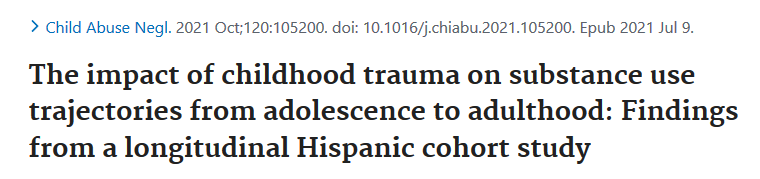 Child Abuse Negl. 2021 Oct;120:105200. doi: 10.1016/j.chiabu.2021.105200. Epub 2021 Jul 9.
The impact of childhood trauma on substance use
trajectories from adolescence to adulthood: Findings
from a longitudinal Hispanic cohort study